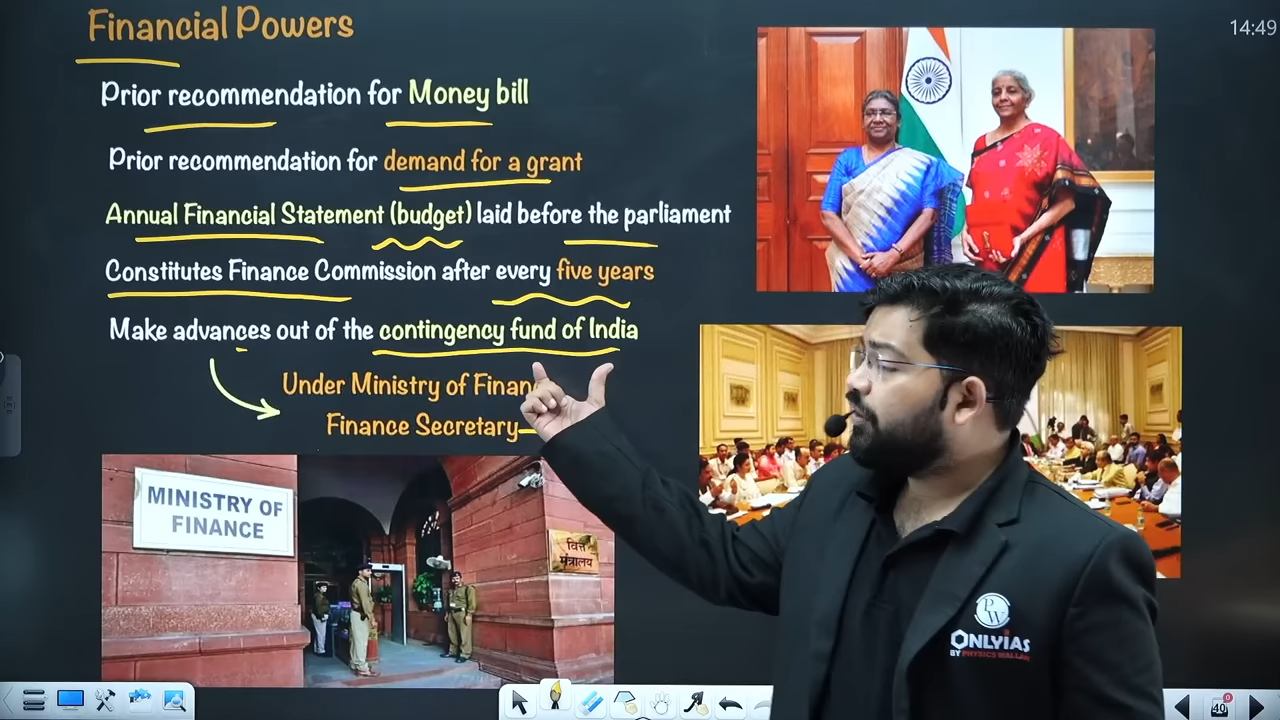 Financial Powers
14:49
Prior recommendation for Money bill
Prior recommendation for demand for a grant
Annual Financial Statement (budget) laid before the parliament
Constitutes Finance Commission after every five years
Make advances out of the contingency fund of India
Under Ministry of Finan
Finance Secretary
MINISTRY OF
FINANCE
वित्त
मंत्रालय
PW
ONLYIAS
BY PHYSICS WALLAH
40